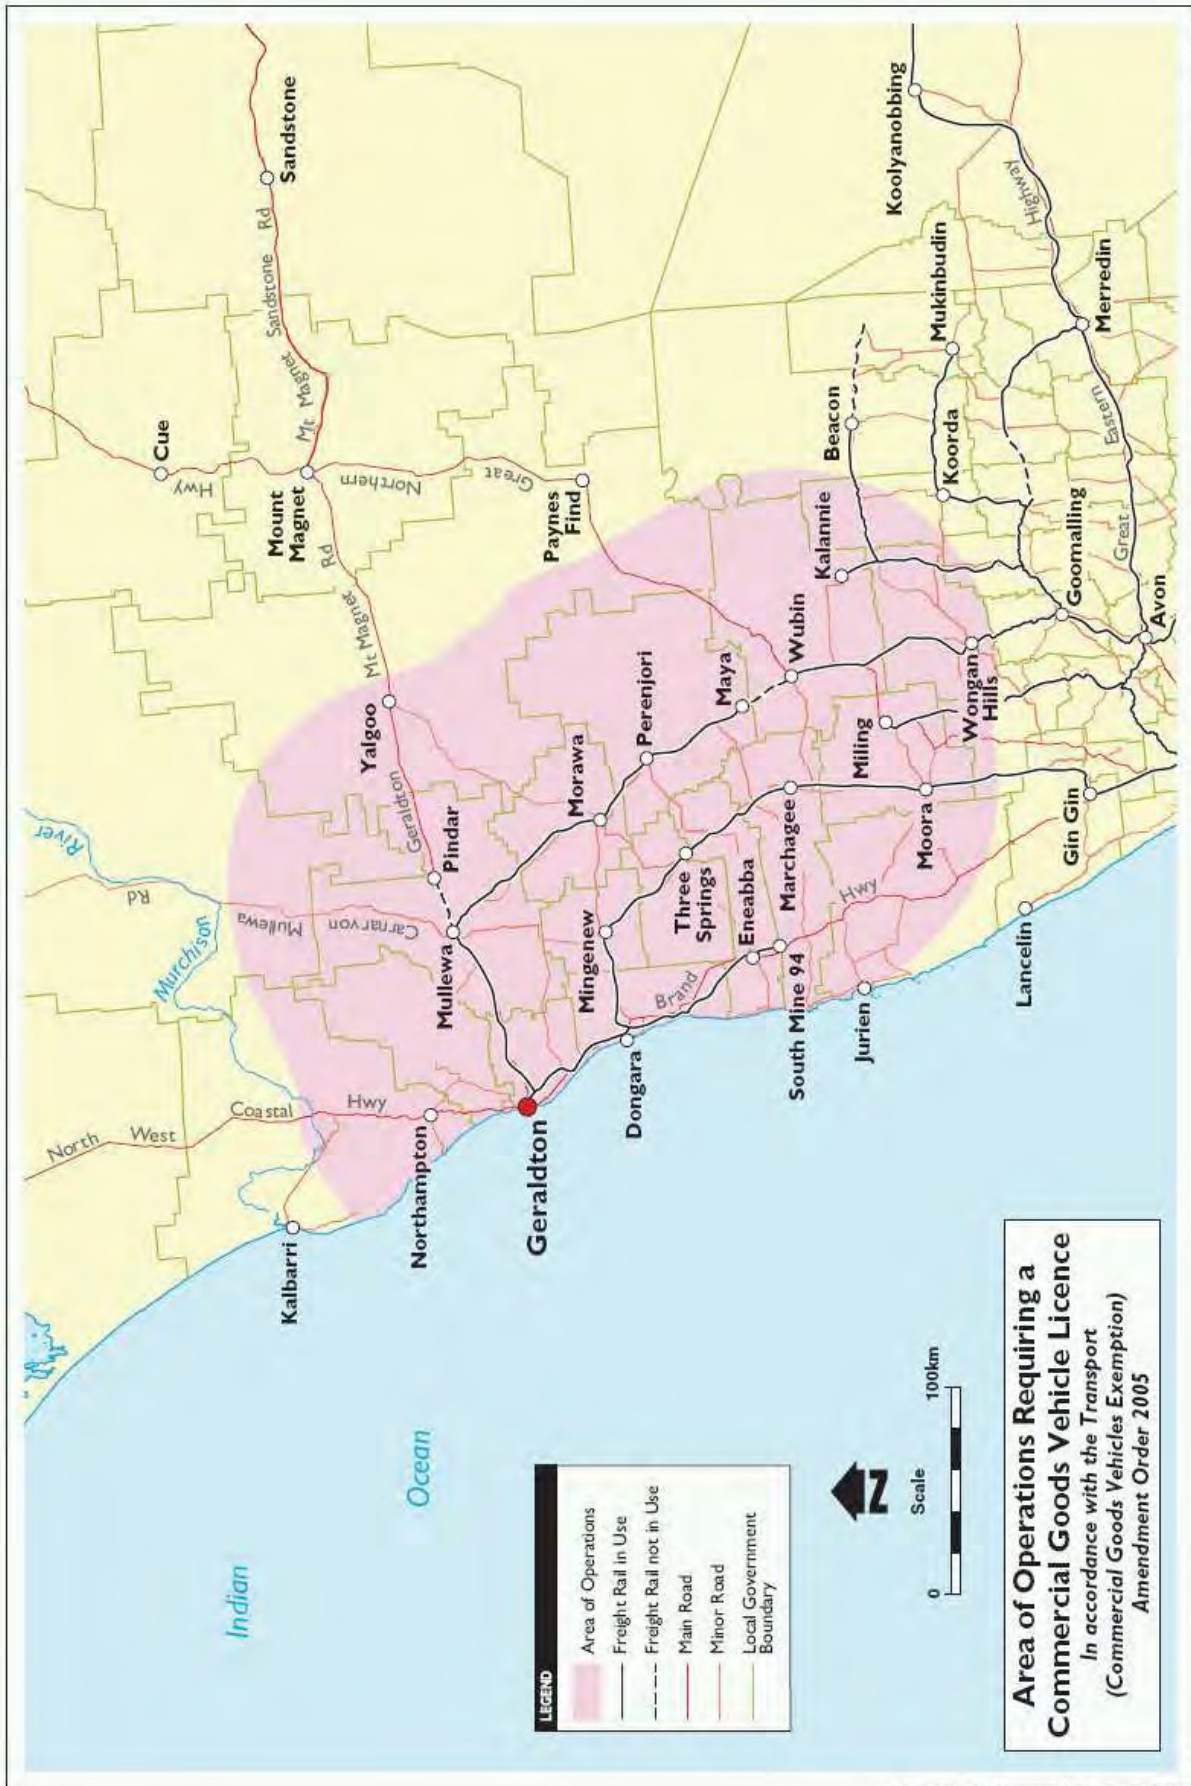 Sandstone
Mt Magnet Sandstone Rd
Cue
Hwy
Mount
Magnet
Northern
Great
Paynes
Find
Mt Magnet Rd
Yalgoo
Geraldton
Pindar
River
Murchison
Rd
Mullewa
Carnarvon
Mullewa
North
West
Coastal
Hwy
Kalbarri
Northampton
Geraldton
Indian
Ocean
Morawa
Perenjori
Mingenew
Dongara
Three
Springs
Maya
Wubin
Eneabba
Brand
Hwy
Marchagee
South Mine 94
Jurien
Kalannie
Beacon
Miling
Moora
Wongan
Hills
Koorda
Mukinbudin
Koolyanobbing
Highway
Merredin
Eastern
Great
Goomalling
Avon
Gin Gin
Lancelin
LEGEND
Area of Operations
Freight Rail in Use
Freight Rail not in Use
Main Road
Minor Road
Local Government
Boundary
N
Scale
0
100km
Area of Operations Requiring a
Commercial Goods Vehicle Licence
In accordance with the Transport
(Commercial Goods Vehicles Exemption)
Amendment Order 2005